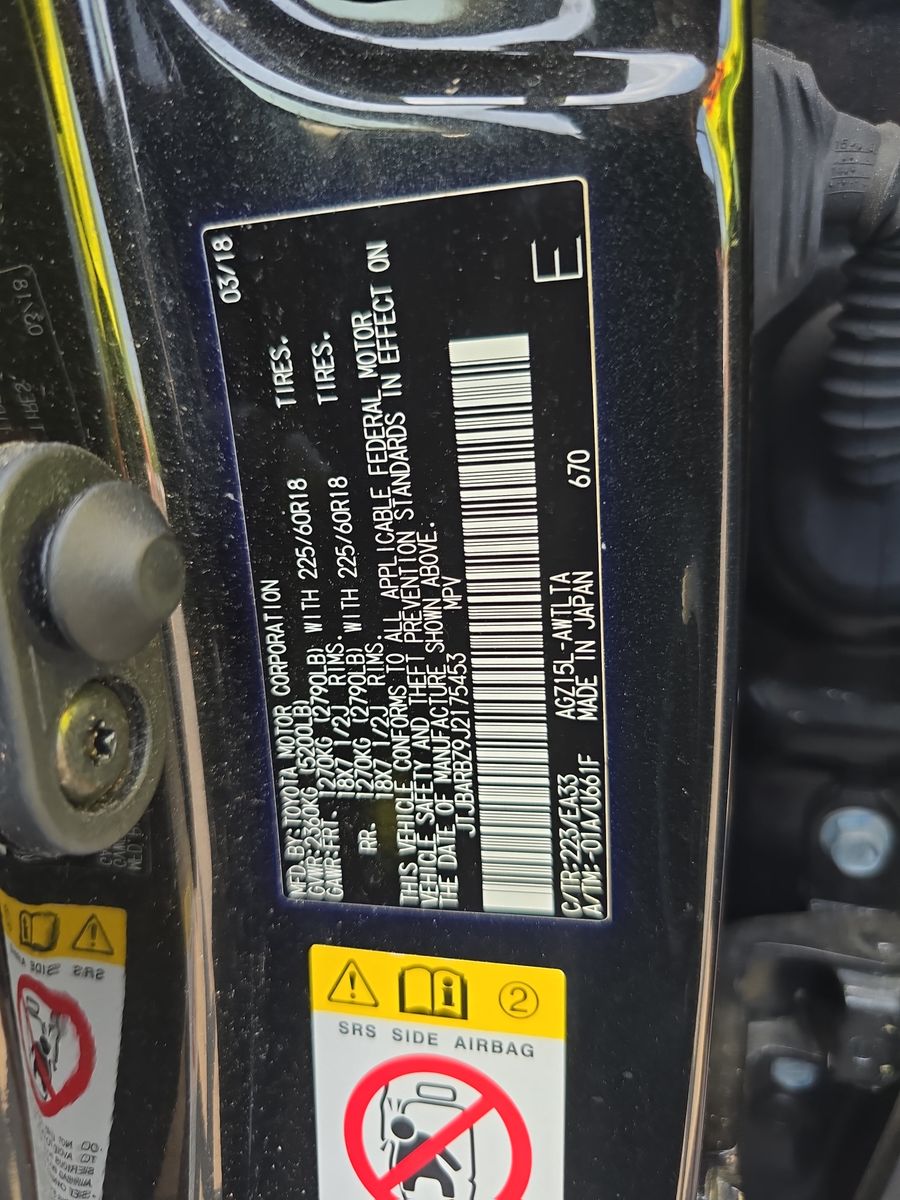 MFD.BY:TOYOTA MOTOR CORPORATION 03/18
GVWR:2360KG (5200LB)
GAWR:FRT. 1270KG (2790LB) WITH 225/60R18 TIRES.
18X7 1/2J RIMS.
RR. 1270KG (2790LB) WITH 225/60R18 TIRES.
18X7 1/2J RIMS.
THIS VEHICLE CONFORMS TO ALL APPLICABLE FEDERAL MOTOR
VEHICLE SAFETY AND THEFT PREVENTION STANDARDS IN EFFECT ON
THE DATE OF MANUFACTURE SHOWN ABOVE.
JTJBARBZ9J2175453 MPV
E
C/TR:223/EA33 AGZ15L-AWTLTA 670
A/TM:-01A/U661F MADE IN JAPAN
2
SRS SIDE AIRBAG